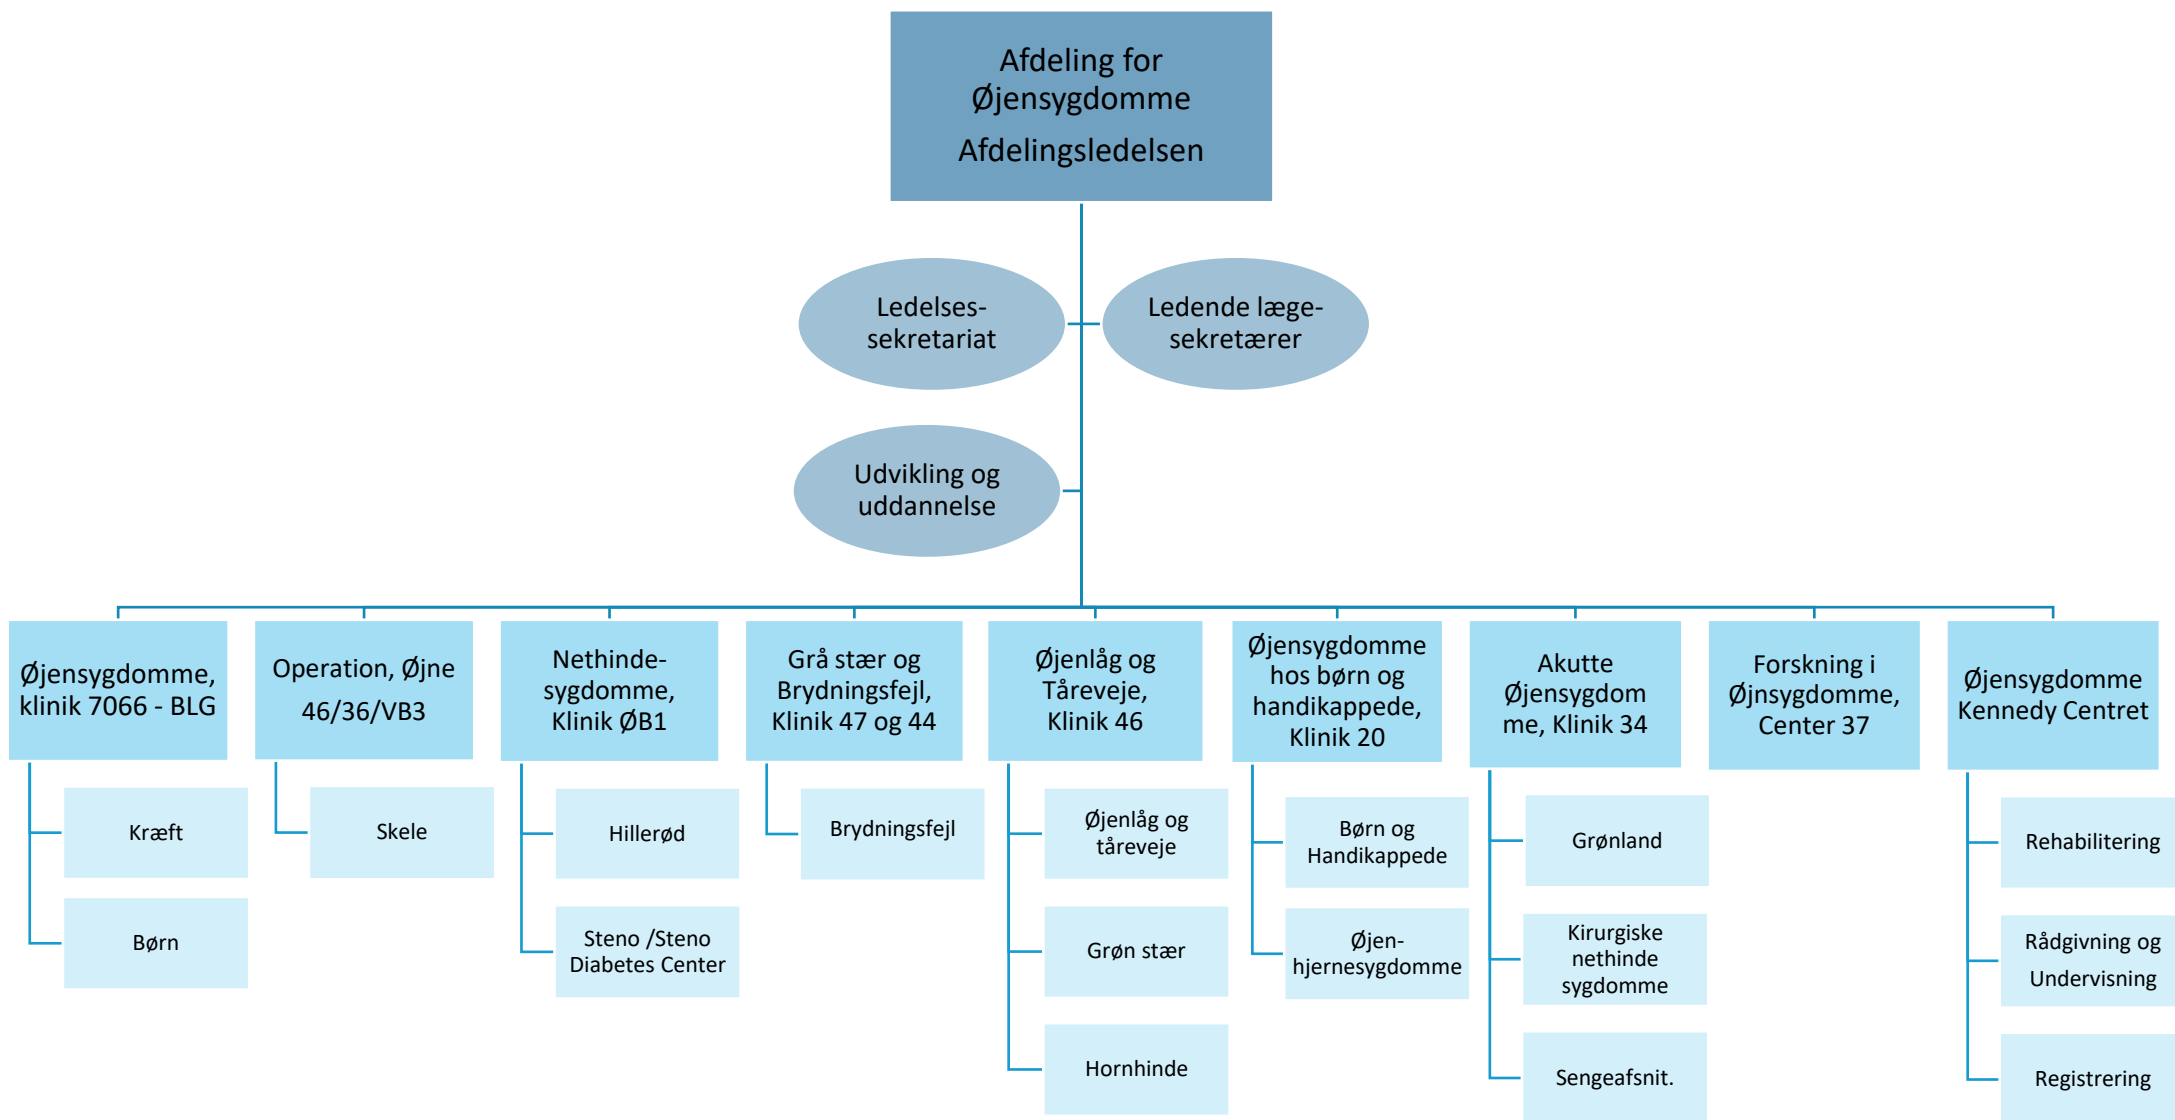 Afdeling for
Øjensygdomme
Afdelingsledelsen
Ledelses-
sekretariat
Ledende læge-
sekretærer
Udvikling og
uddannelse
Øjensygdomme,
klinik 7066 - BLG
Operation, Øjne
46/36/VB3
Nethinde-
sygdomme,
Klinik ØB1
Grå stær og
Brydningsfejl,
Klinik 47 og 44
Øjenlåg og
Tåreveje,
Klinik 46
Øjensygdomme
hos børn og
handikappede,
Klinik 20
Akutte
Øjensygdom
me, Klinik 34
Forskning i
Øjnsygdomme,
Center 37
Øjensygdomme
Kennedy Centret
Kræft
Børn
Skele
Hillerød
Steno /Steno
Diabetes Center
Brydningsfejl
Øjenlåg og
tåreveje
Grøn stær
Hornhinde
Børn og
Handikappede
Øjen-
hjernesygdomme
Grønland
Kirurgiske
nethinde
sygdomme
Sengeafsnit.
Rehabilitering
Rådgivning og
Undervisning
Registrering